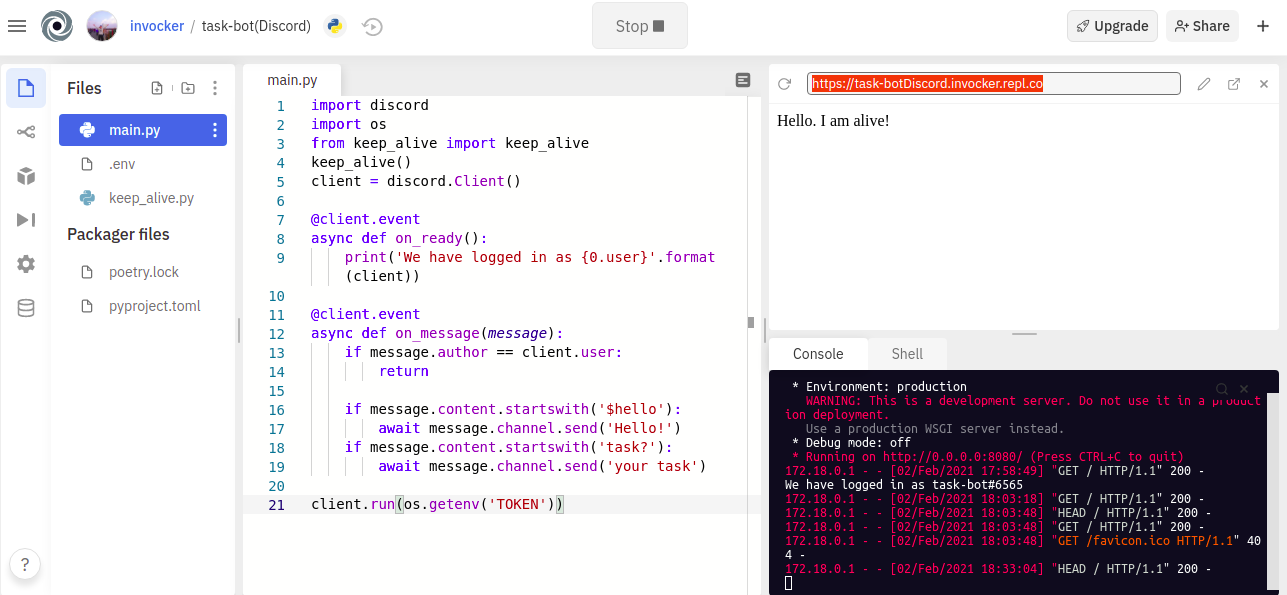 invocker / task-bot(Discord)
Stop
Upgrade
Share
Files
main.py
.env
keep_alive.py
Packager files
poetry.lock
pyproject.toml
?
main.py
1 import discord
2 import os
3 from keep_alive import keep_alive
4 keep_alive()
5 client = discord.Client()
6
7 @client.event
8 async def on_ready():
9 print('We have logged in as {0.user}'.format
(client))
10
11 @client.event
12 async def on_message(message):
13 if message.author == client.user:
14 return
15
16 if message.content.startswith('$hello'):
17 await message.channel.send('Hello!')
18 if message.content.startswith('task?'):
19 await message.channel.send('your task')
20
21 client.run(os.getenv('TOKEN'))
https://task-botDiscord.invocker.repl.co
Hello. I am alive!
Console
Shell
* Environment: production
WARNING: This is a development server. Do not use it in a product
ion deployment.
Use a production WSGI server instead.
* Debug mode: off
* Running on http://0.0.0.0:8080/ (Press CTRL+C to quit)
172.18.0.1 - - [02/Feb/2021 17:58:49] "GET / HTTP/1.1" 200 -
We have logged in as task-bot#6565
172.18.0.1 - - [02/Feb/2021 18:03:18] "GET / HTTP/1.1" 200 -
172.18.0.1 - - [02/Feb/2021 18:03:48] "HEAD / HTTP/1.1" 200 -
172.18.0.1 - - [02/Feb/2021 18:03:48] "GET / HTTP/1.1" 200 -
172.18.0.1 - - [02/Feb/2021 18:03:48] "GET /favicon.ico HTTP/1.1" 40
4 -
172.18.0.1 - - [02/Feb/2021 18:33:04] "HEAD / HTTP/1.1" 200 -